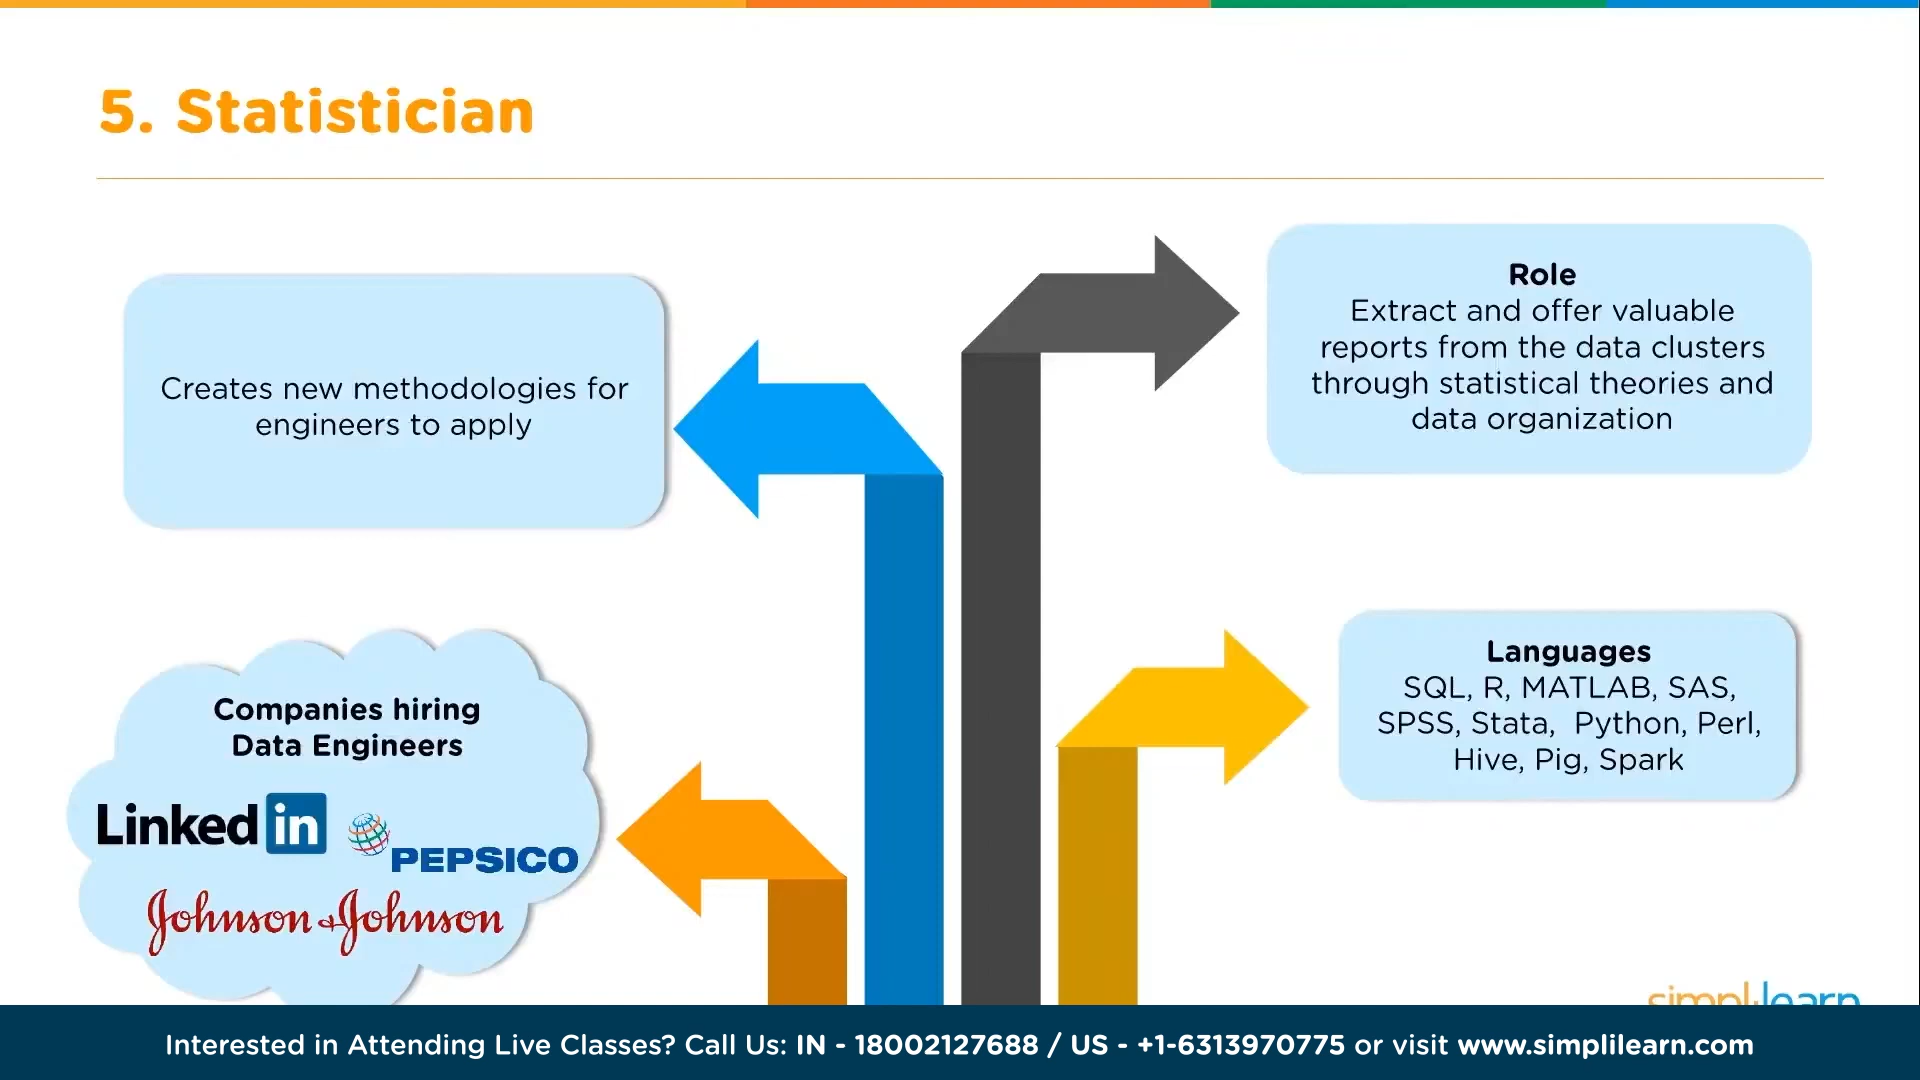 5. Statistician
Creates new methodologies for
engineers to apply
Role
Extract and offer valuable
reports from the data clusters
through statistical theories and
data organization
Companies hiring
Data Engineers
Linked in
PEPSICO
Johnson & Johnson
Languages
SQL, R, MATLAB, SAS,
SPSS, Stata, Python, Perl,
Hive, Pig, Spark
simplilearn
Interested in Attending Live Classes? Call Us: IN - 18002127688 / US - +1-6313970775 or visit www.simplilearn.com